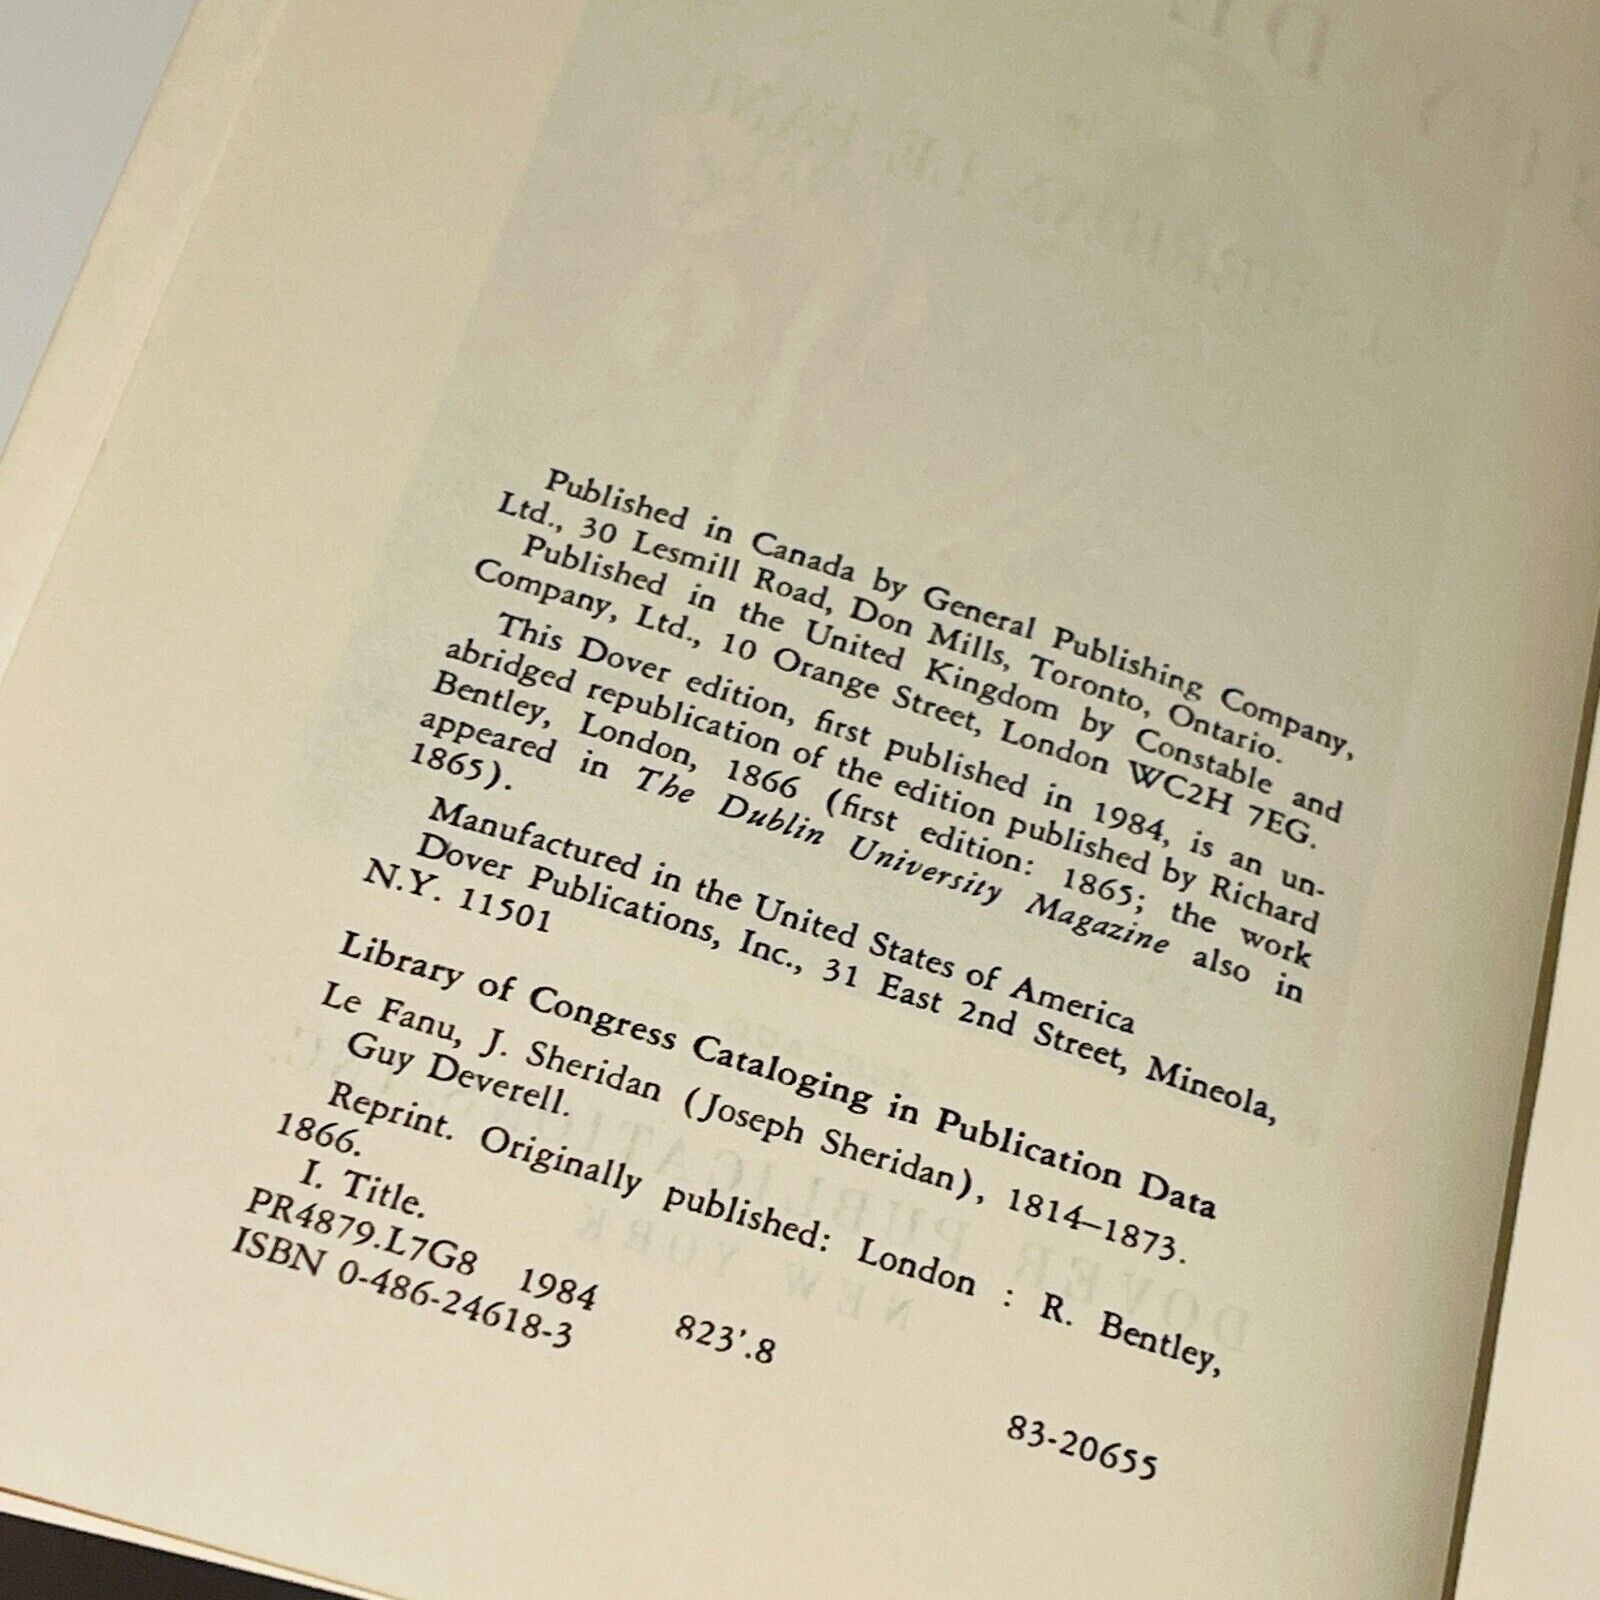 Published in Canada by General Publishing Company,
Ltd., 30 Lesmill Road, Don Mills, Toronto, Ontario.
Published in the United Kingdom by Constable and
Company, Ltd., 10 Orange Street, London WC2H 7EG.
This Dover edition, first published in 1984, is an un-
abridged republication of the edition published by Richard
Bentley, London, 1866 (first edition: 1865; the work
appeared in The Dublin University Magazine also in
1865).
Manufactured in the United States of America
Dover Publications, Inc., 31 East 2nd Street, Mineola,
N.Y. 11501
Library of Congress Cataloging in Publication Data
Le Fanu, J. Sheridan (Joseph Sheridan), 1814–1873.
Guy Deverell.
Reprint. Originally published: London : R. Bentley,
1866.
I. Title.
PR4879.L7G8 1984 823'.8 83-20655
ISBN 0-486-24618-3